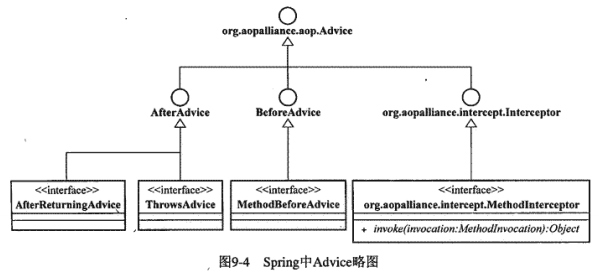 org.aopalliance.aop.Advice
AfterAdvice BeforeAdvice org.aopalliance.intercept.Interceptor
<<interface>> <<interface>> <<interface>> <<interface>>
AfterReturningAdvice ThrowsAdvice MethodBeforeAdvice org.aopalliance.intercept.MethodInterceptor
+ invoke(invocation:MethodInvocation):Object
图9-4 Spring中Advice略图